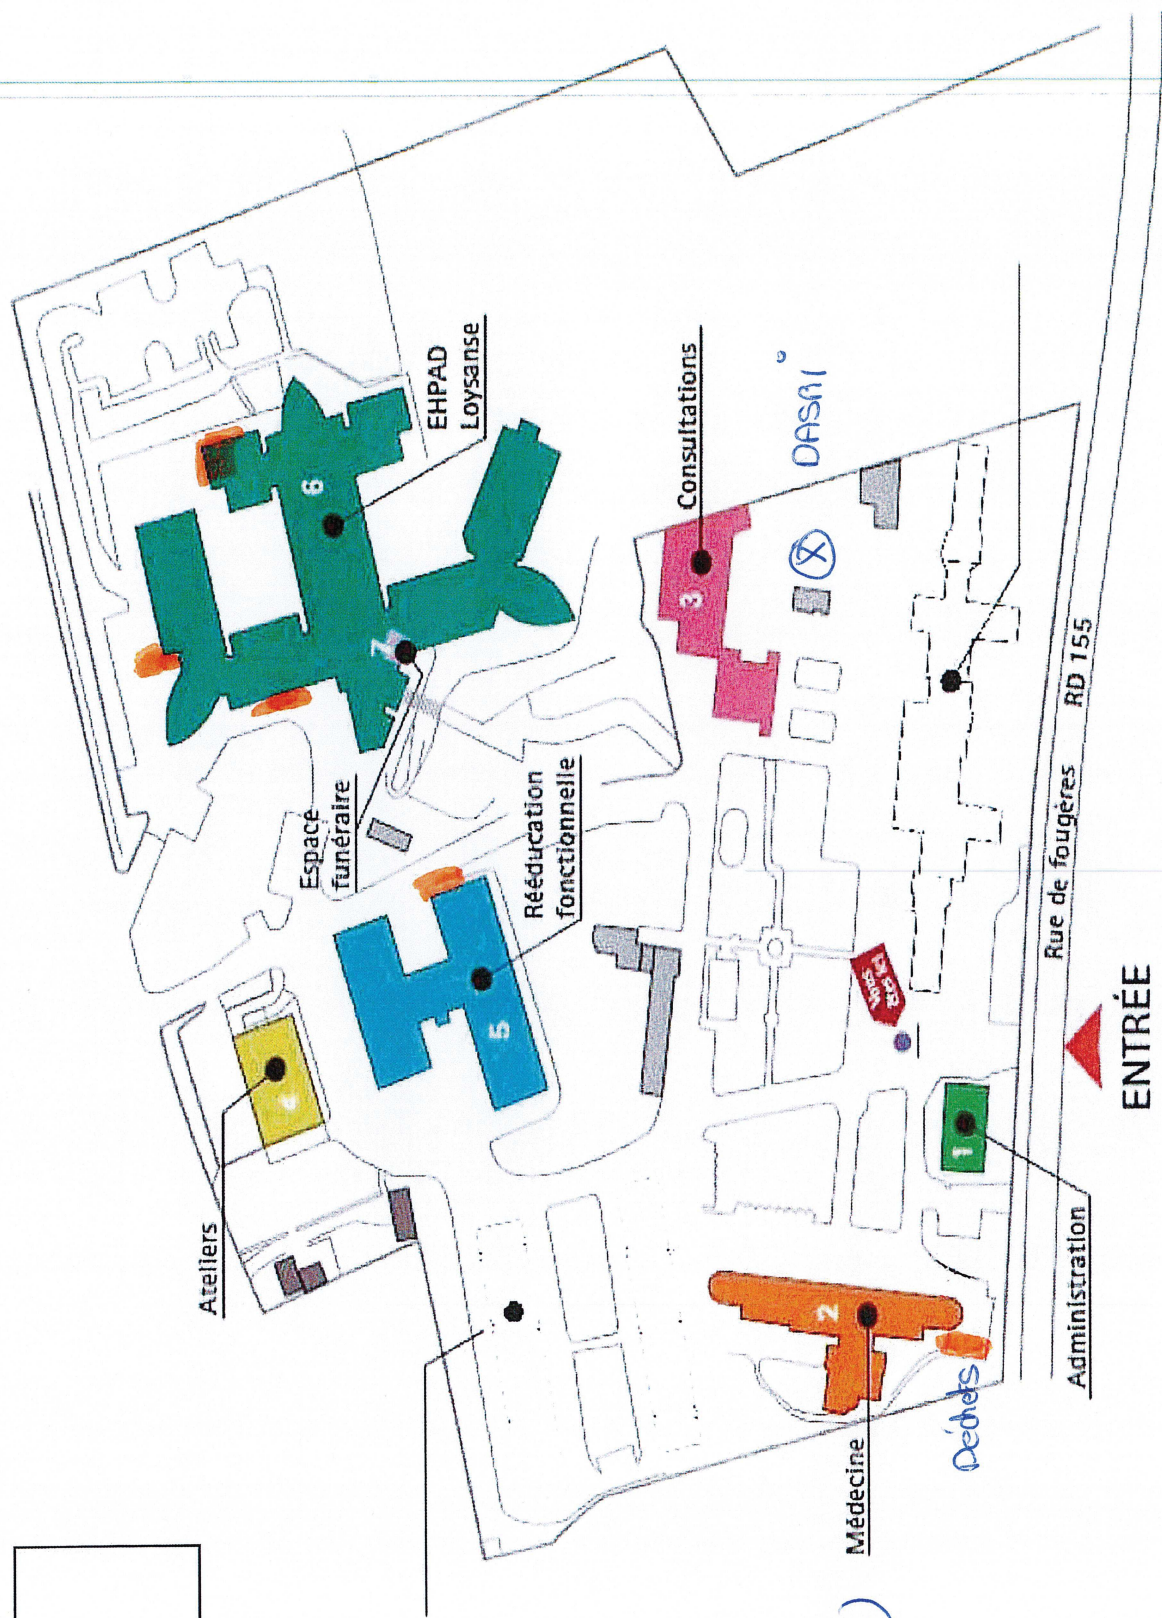 Ateliers
4
Espace
funéraire
EHPAD
Loysanse
6
7
Rééducation
fonctionnelle
5
Consultations
3
DASRi
X
Vous
êtes ici
Médecine
2
Déchets
1
Administration
Rue de fougères
RD 155
ENTRÉE